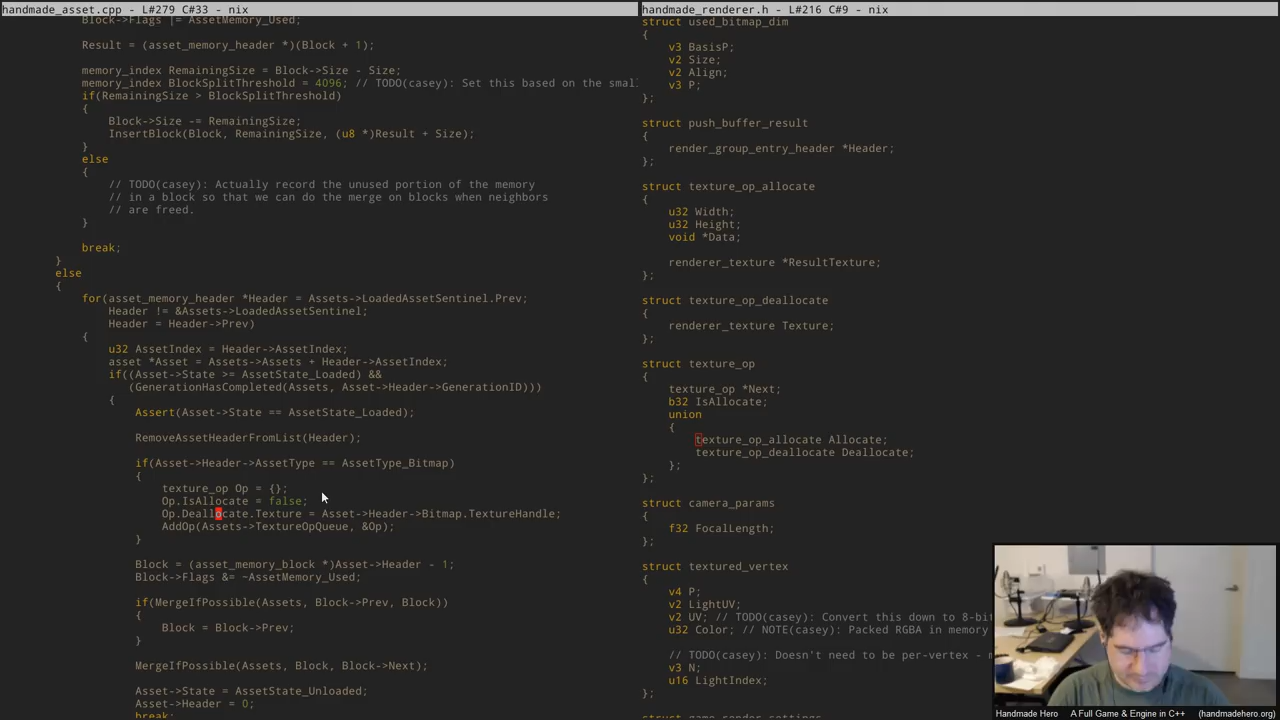 handmade_asset.cpp - L#279 C#33 - nix
Block->Flags |= AssetMemory_Used;
Result = (asset_memory_header *)(Block + 1);
memory_index RemainingSize = Block->Size - Size;
memory_index BlockSplitThreshold = 4096; // TODO(casey): Set this based on the smal
if(RemainingSize > BlockSplitThreshold)
{
Block->Size -= RemainingSize;
InsertBlock(Block, RemainingSize, (u8 *)Result + Size);
}
else
{
// TODO(casey): Actually record the unused portion of the memory
// in a block so that we can do the merge on blocks when neighbors
// are freed.
}
break;
}
else
{
for(asset_memory_header *Header = Assets->LoadedAssetSentinel.Prev;
Header != &Assets->LoadedAssetSentinel;
Header = Header->Prev)
{
u32 AssetIndex = Header->AssetIndex;
asset *Asset = Assets->Assets + Header->AssetIndex;
if((Asset->State >= AssetState_Loaded) &&
(GenerationHasCompleted(Assets, Asset->Header->GenerationID)))
{
Assert(Asset->State == AssetState_Loaded);
RemoveAssetHeaderFromList(Header);
if(Asset->Header->AssetType == AssetType_Bitmap)
{
texture_op Op = {};
Op.IsAllocate = false;
Op.Deallocate.Texture = Asset->Header->Bitmap.TextureHandle;
AddOp(Assets->TextureOpQueue, &Op);
}
Block = (asset_memory_block *)Asset->Header - 1;
Block->Flags &= ~AssetMemory_Used;
if(MergeIfPossible(Assets, Block->Prev, Block))
{
Block = Block->Prev;
}
MergeIfPossible(Assets, Block, Block->Next);
Asset->State = AssetState_Unloaded;
Asset->Header = 0;
break;
handmade_renderer.h - L#216 C#9 - nix
struct used_bitmap_dim
{
v3 BasisP;
v2 Size;
v2 Align;
v3 P;
};
struct push_buffer_result
{
render_group_entry_header *Header;
};
struct texture_op_allocate
{
u32 Width;
u32 Height;
void *Data;
renderer_texture *ResultTexture;
};
struct texture_op_deallocate
{
renderer_texture Texture;
};
struct texture_op
{
texture_op *Next;
b32 IsAllocate;
union
{
texture_op_allocate Allocate;
texture_op_deallocate Deallocate;
};
};
struct camera_params
{
f32 FocalLength;
};
struct textured_vertex
{
v4 P;
v2 LightUV;
v2 UV; // TODO(casey): Convert this down to 8-bit
u32 Color; // NOTE(casey): Packed RGBA in memory
// TODO(casey): Doesn't need to be per-vertex - m
v3 N;
u16 LightIndex;
};
struct game_render_settings
Handmade Hero A Full Game & Engine in C++ (handmadehero.org)